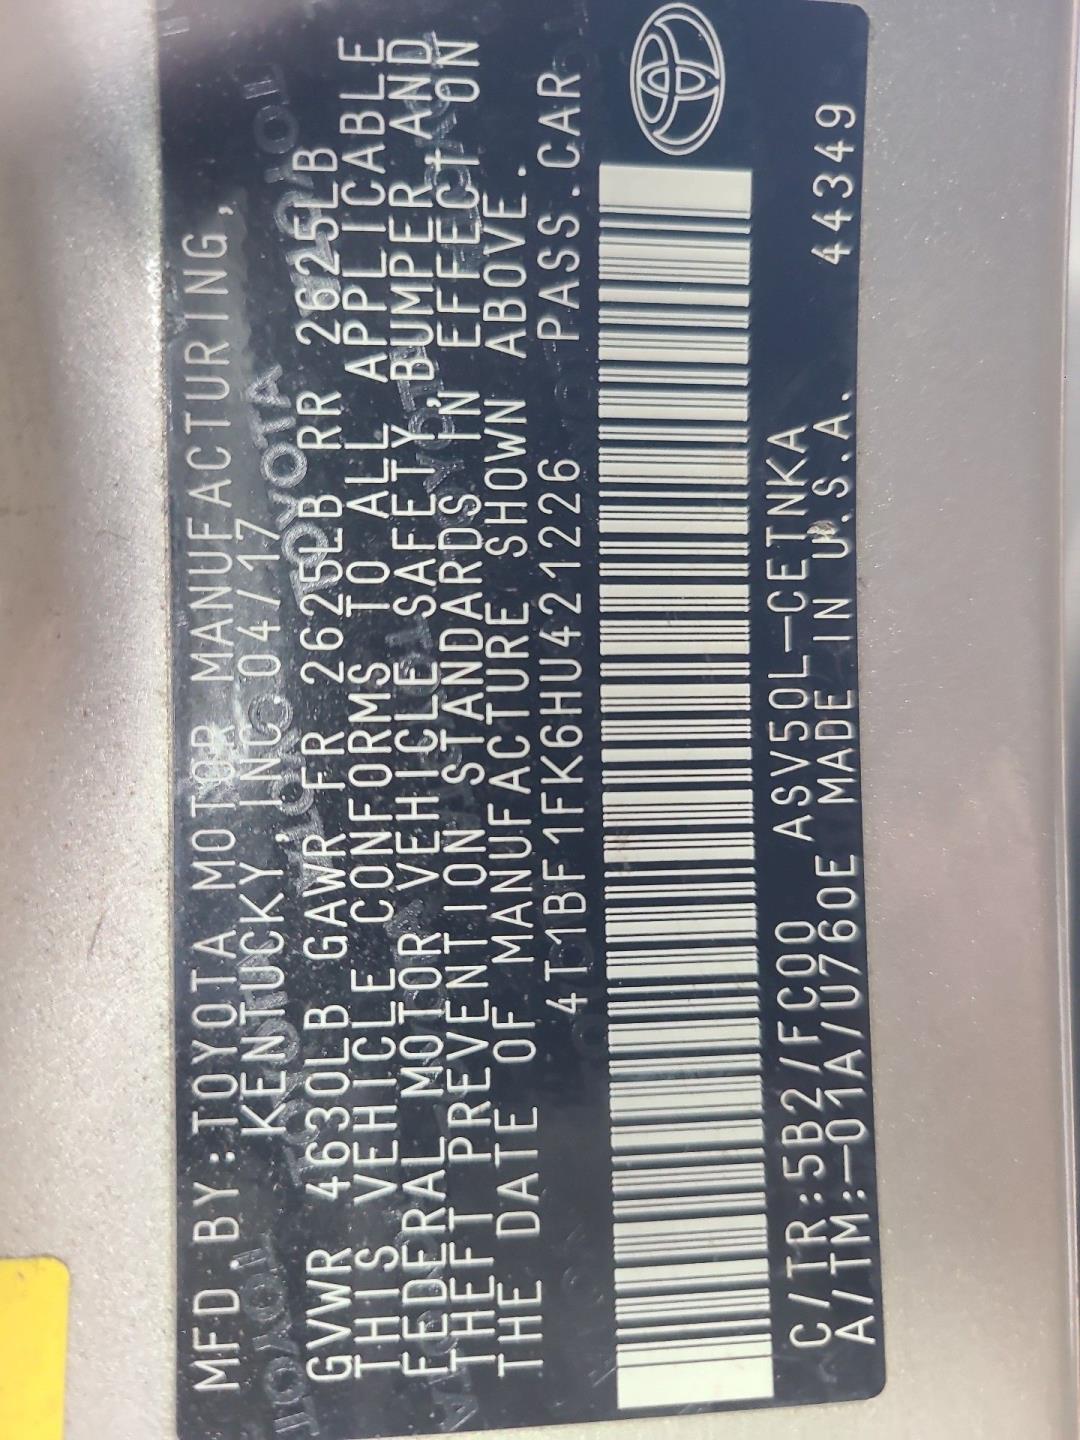 MFD.BY:TOYOTA MOTOR MANUFACTURING,
KENTUCKY,INC.04/17
GVWR 4630LB GAWR FR 2625LB RR 2625LB
THIS VEHICLE CONFORMS TO ALL APPLICABLE
FEDERAL MOTOR VEHICLE SAFETY,BUMPER AND
THEFT PREVENTION STANDARDS IN EFFECT ON
THE DATE OF MANUFACTURE SHOWN ABOVE.
4T1BF1FK6HU421226 PASS.CAR
C/TR:5B2/FC00 ASV50L-CETNKA
A/TM:-01A/U760E MADE IN U.S.A. 44349